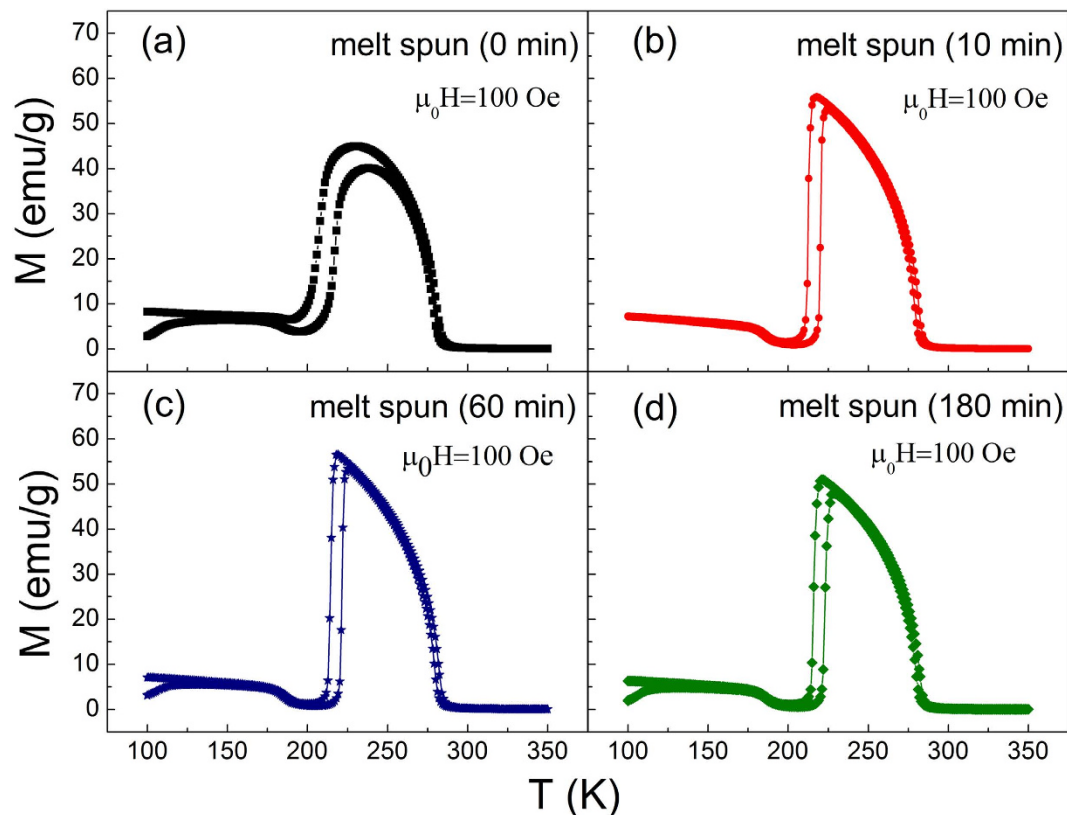 (a)
melt spun (0 min)
μ₀H=100 Oe
(b)
melt spun (10 min)
μ₀H=100 Oe
M (emu/g)
70
60
50
40
30
20
10
0
(c)
melt spun (60 min)
μ0H=100 Oe
(d)
melt spun (180 min)
μ₀H=100 Oe
M (emu/g)
70
60
50
40
30
20
10
0
100 150 200 250 300 350 100 150 200 250 300 350
T (K)